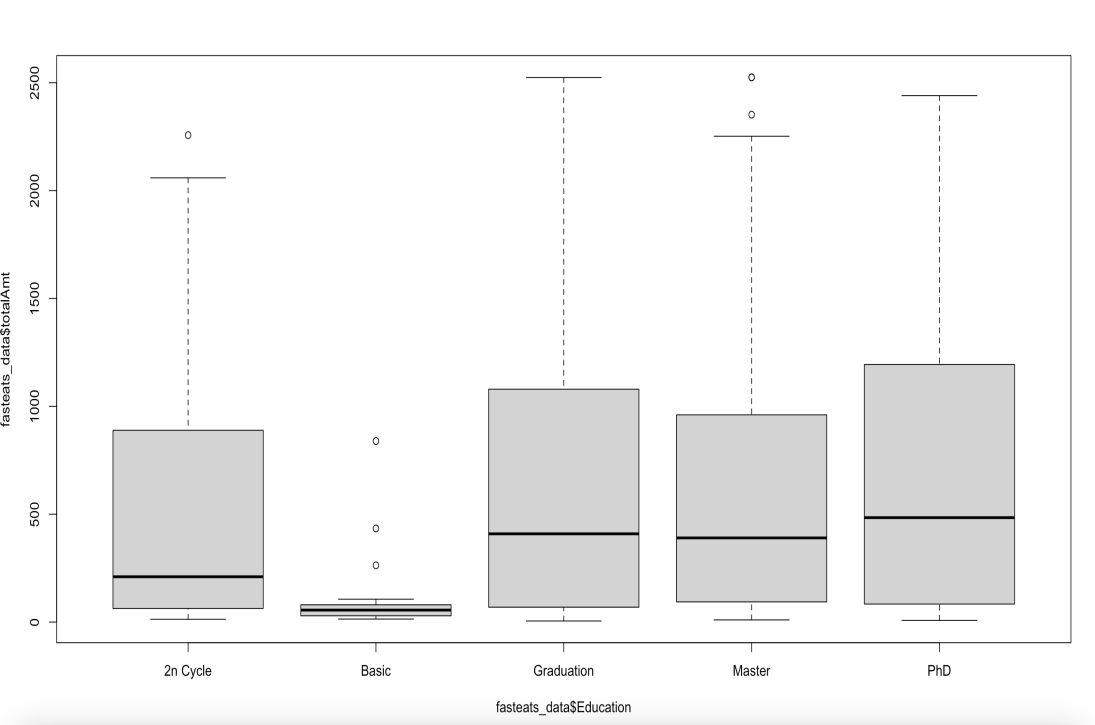 fasteats_data$totalAmt
2500
2000
1500
1000
500
0
2n Cycle Basic Graduation Master PhD
fasteats_data$Education